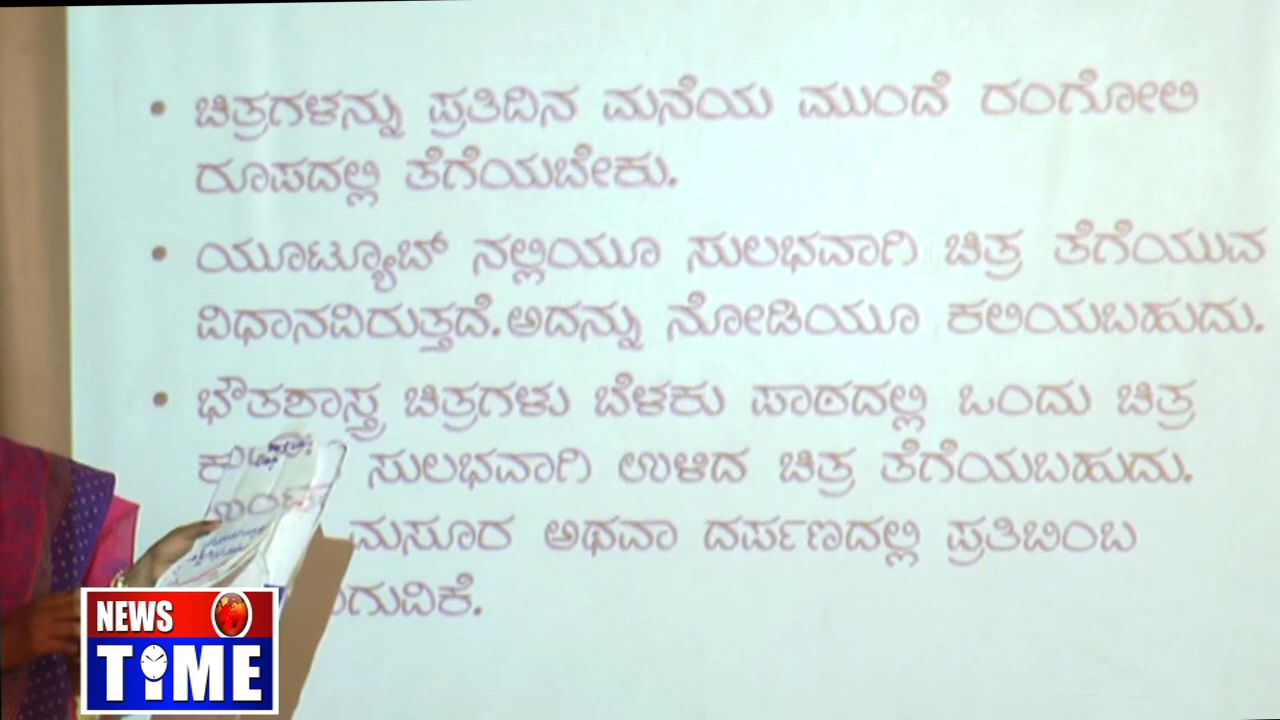 • ಚಿತ್ರಗಳನ್ನು ಪ್ರತಿದಿನ ಮನೆಯ ಮುಂದೆ ರಂಗೋಲಿ
ರೂಪದಲ್ಲಿ ತೆಗೆಯಬೇಕು.
• ಯೂಟ್ಯೂಬ್ ನಲ್ಲಿಯೂ ಸುಲಭವಾಗಿ ಚಿತ್ರ ತೆಗೆಯುವ
ವಿಧಾನವಿರುತ್ತದೆ.ಅದನ್ನು ನೋಡಿಯೂ ಕಲಿಯಬಹುದು.
• ಭೌತಶಾಸ್ತ್ರ ಚಿತ್ರಗಳು ಬೆಳಕು ಪಾಠದಲ್ಲಿ ಒಂದು ಚಿತ್ರ
ಸುಲಭವಾಗಿ ಉಳಿದ ಚಿತ್ರ ತೆಗೆಯಬಹುದು.
ಮಸೂರ ಅಥವಾ ದರ್ಪಣದಲ್ಲಿ ಪ್ರತಿಬಿಂಬ
NEWS
TIME